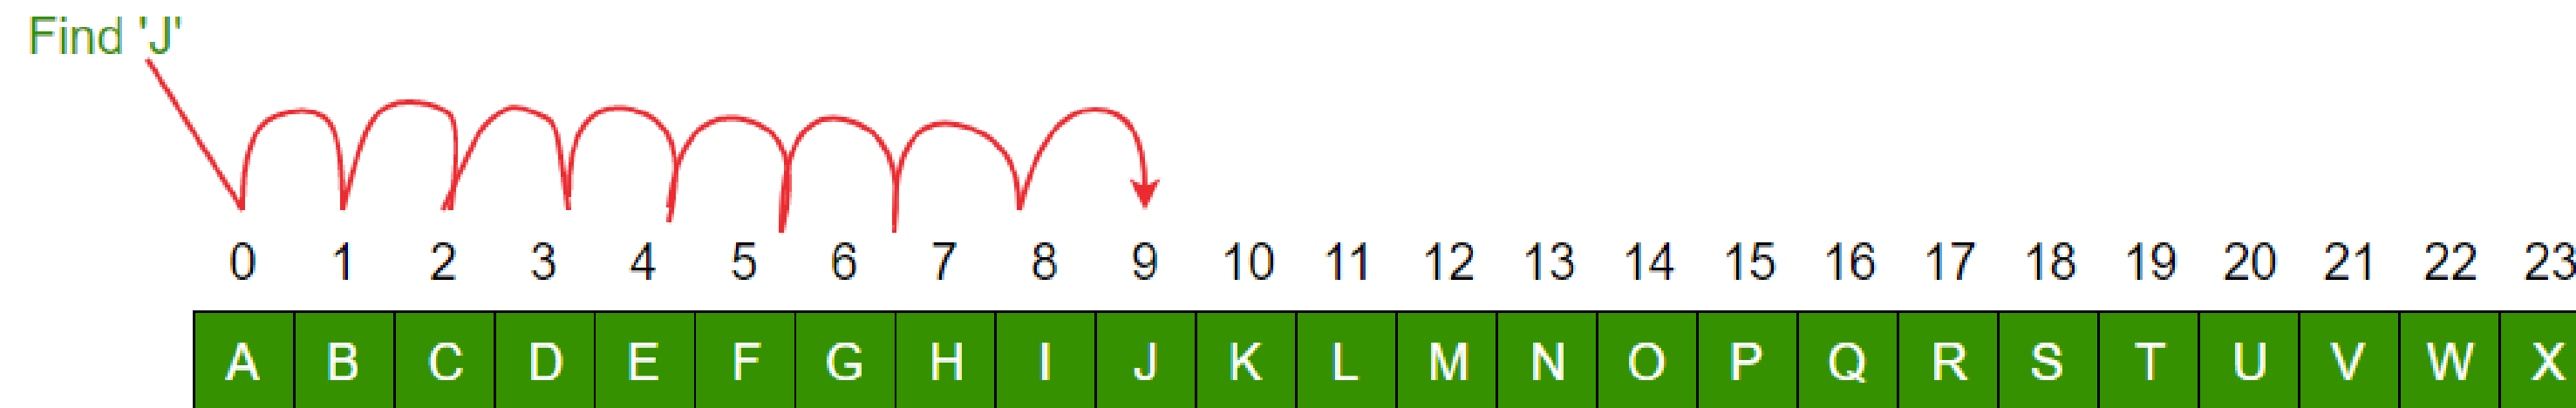 Find 'J'
0 1 2 3 4 5 6 7 8 9 10 11 12 13 14 15 16 17 18 19 20 21 22 23
A B C D E F G H I J K L M N O P Q R S T U V W X